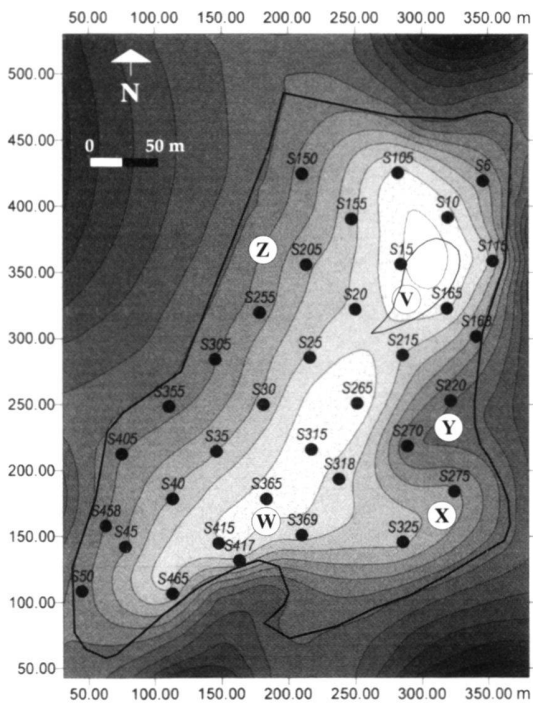 50.00 100.00 150.00 200.00 250.00 300.00 350.00 m
500.00
N
450.00
0 50 m
S150 S105 S6
400.00
S155 S10
Z
S205 S15 S115
350.00
V
S255 S20 S165
300.00
S305 S25 S215 S168
250.00
S355 S30 S265 S220
Y
S405 S35 S315 S270
200.00
S40 S365 S318 S275
X
W
150.00
S458 S45 S415 S417 S369 S325
100.00
S50 S465
50.00
50.00 100.00 150.00 200.00 250.00 300.00 350.00 m